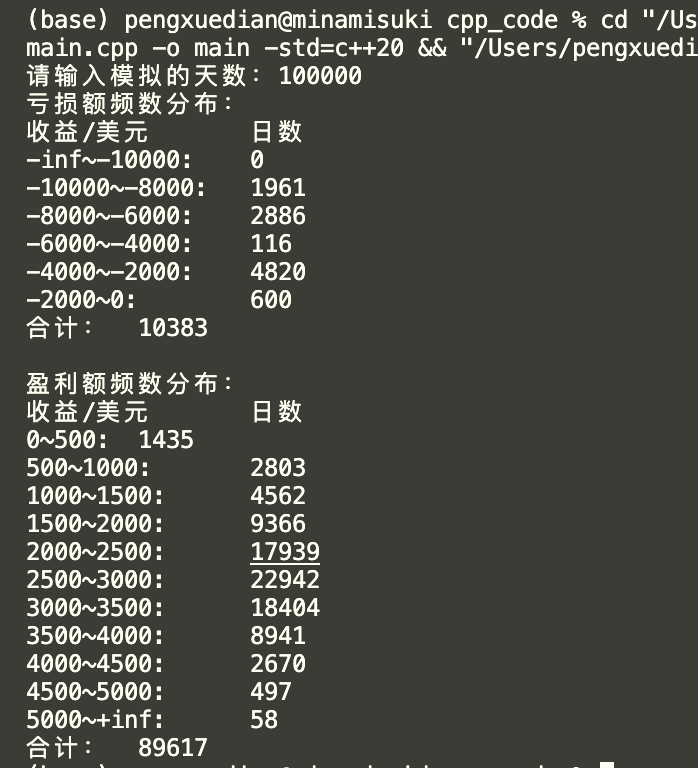 (base) pengxuedian@minamisuki cpp_code % cd "/Us
main.cpp -o main -std=c++20 && "/Users/pengxuedi
请输入模拟的天数：100000
亏损额频数分布：
收益/美元 日数
-inf~-10000: 0
-10000~-8000: 1961
-8000~-6000: 2886
-6000~-4000: 116
-4000~-2000: 4820
-2000~0: 600
合计： 10383
盈利额频数分布：
收益/美元 日数
0~500: 1435
500~1000: 2803
1000~1500: 4562
1500~2000: 9366
2000~2500: 17939
2500~3000: 22942
3000~3500: 18404
3500~4000: 8941
4000~4500: 2670
4500~5000: 497
5000~+inf: 58
合计： 89617